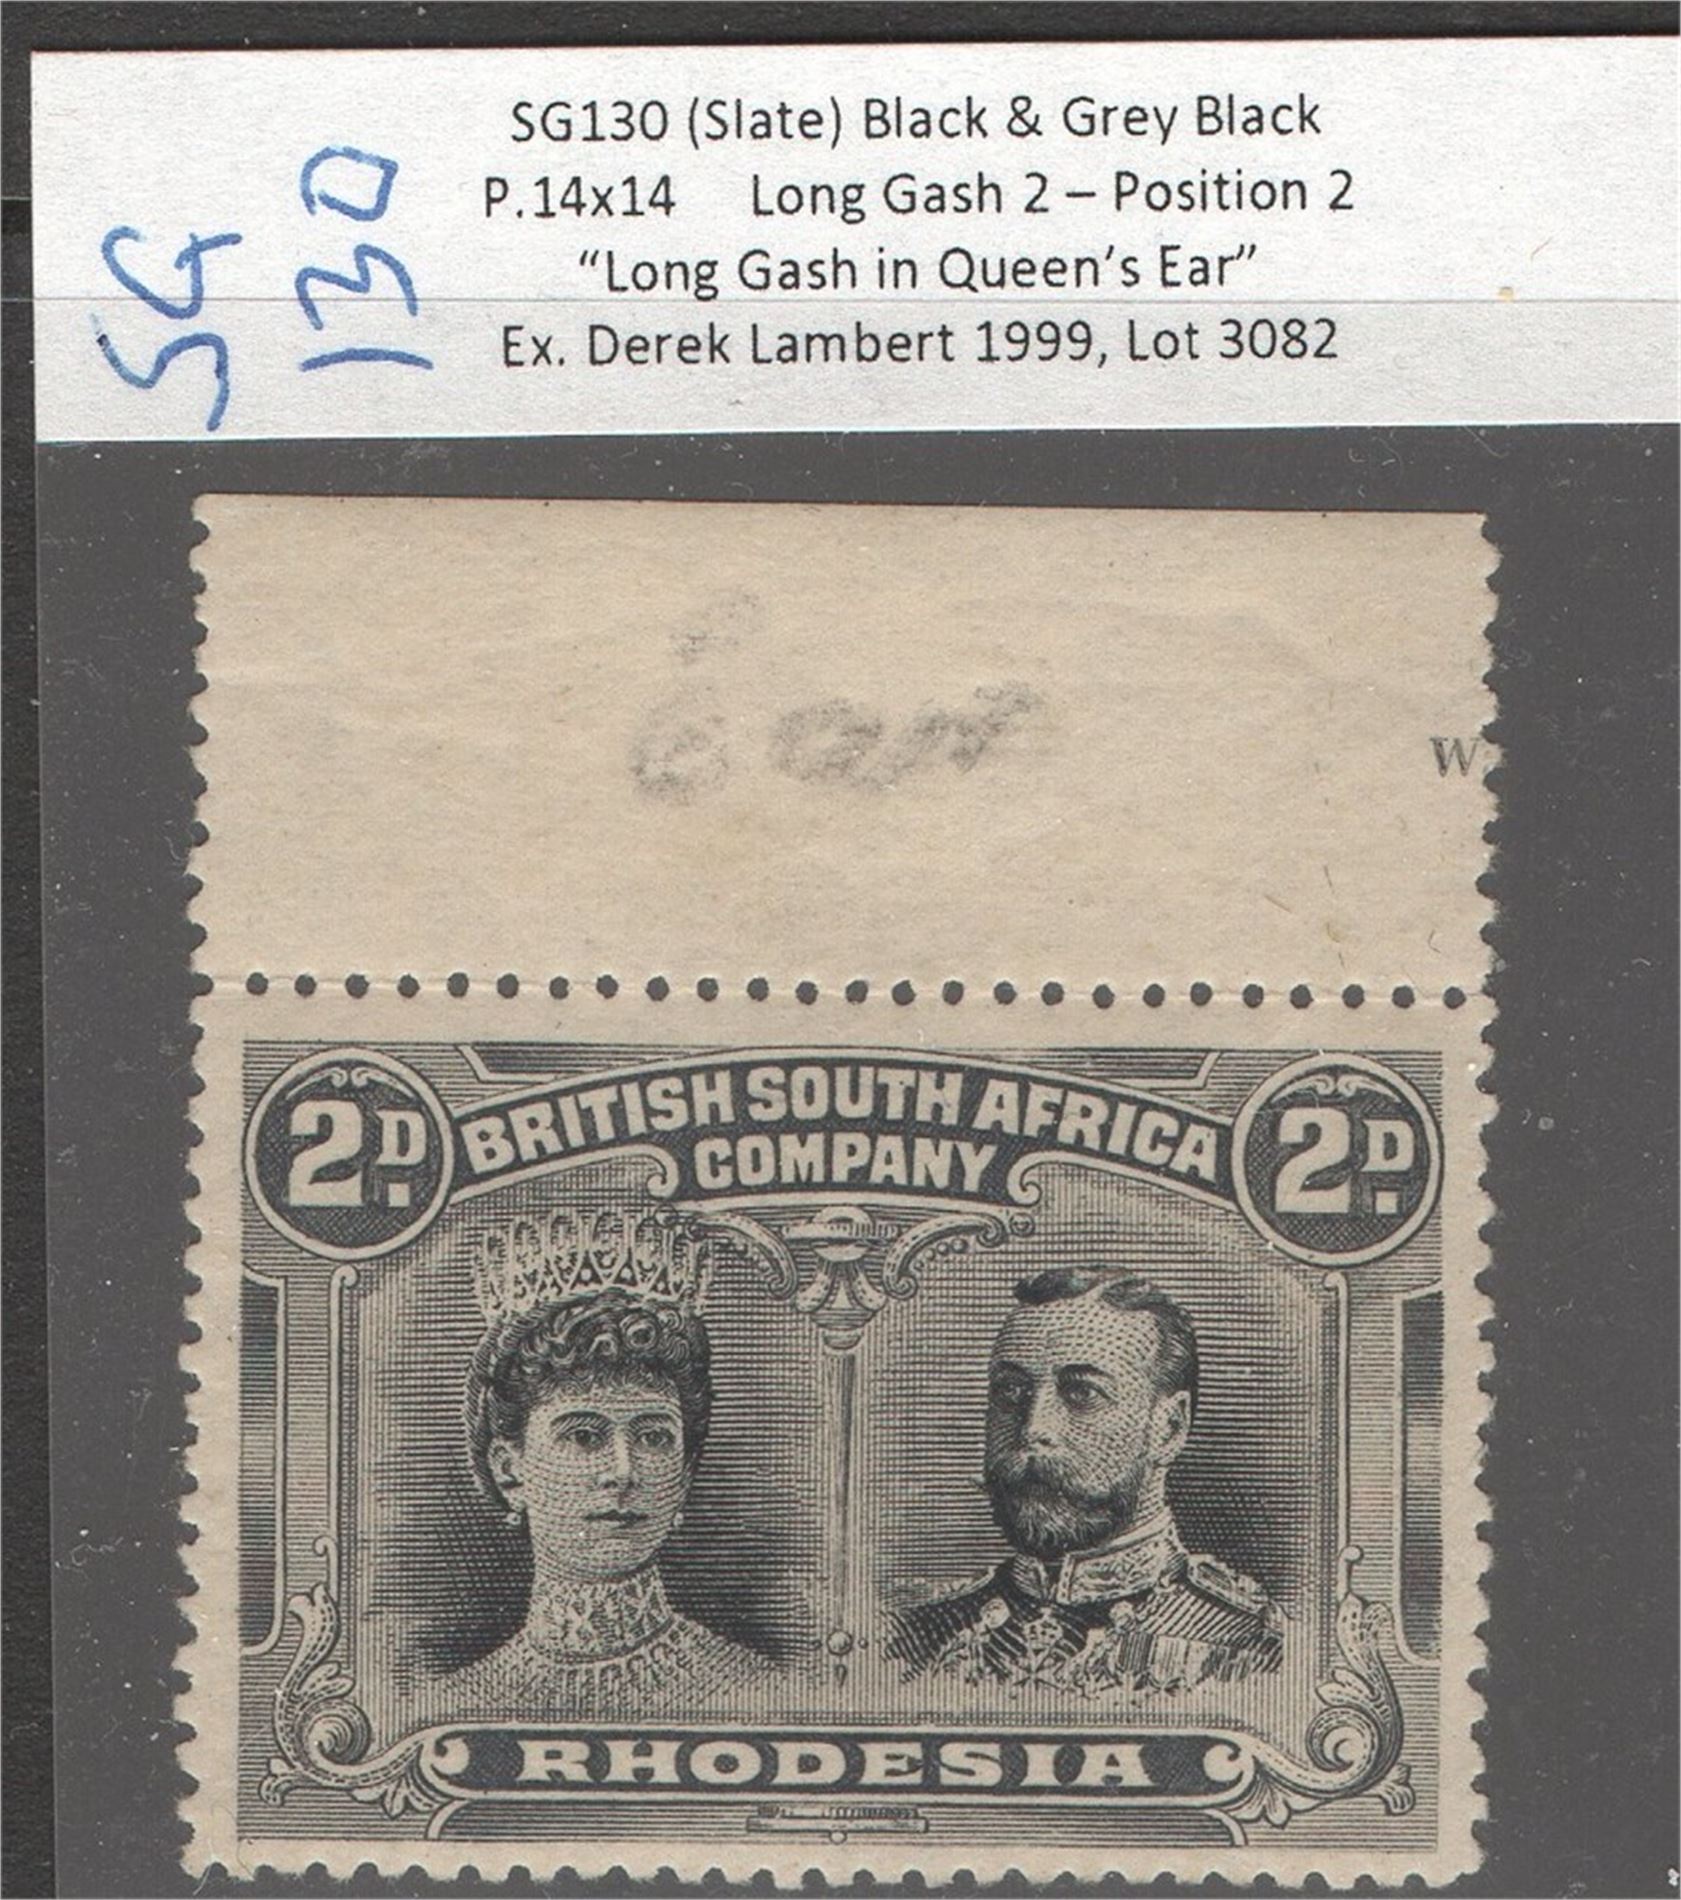 SG130 (Slate) Black & Grey Black
P.14x14 Long Gash 2 – Position 2
“Long Gash in Queen’s Ear”
Ex. Derek Lambert 1999, Lot 3082
SG
130
ear
W
2D.
BRITISH SOUTH AFRICA
COMPANY
2D.
RHODESIA